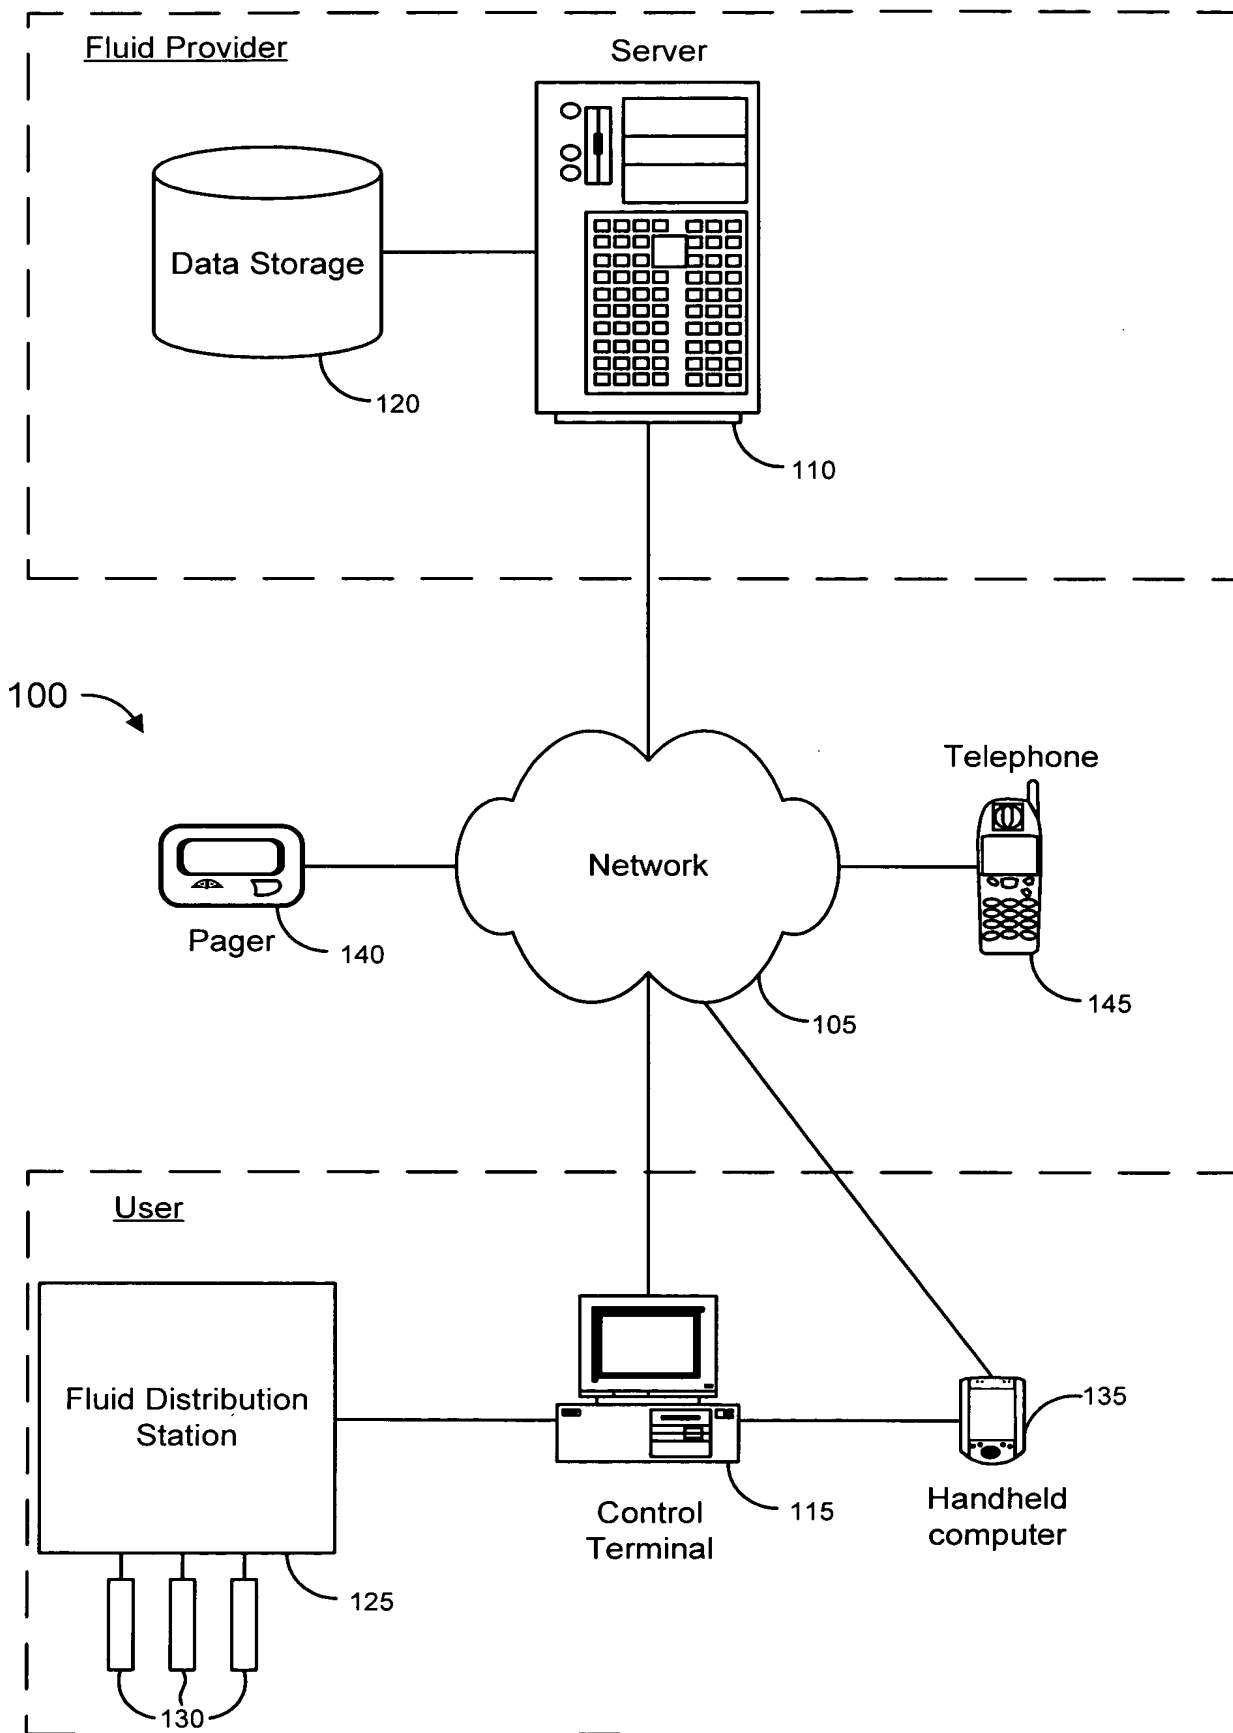 Fluid Provider
Server
Data Storage
120
110
100
Telephone
Network
Pager
140
145
105
User
Fluid Distribution
Station
135
Control
Terminal
115
Handheld
computer
125
130